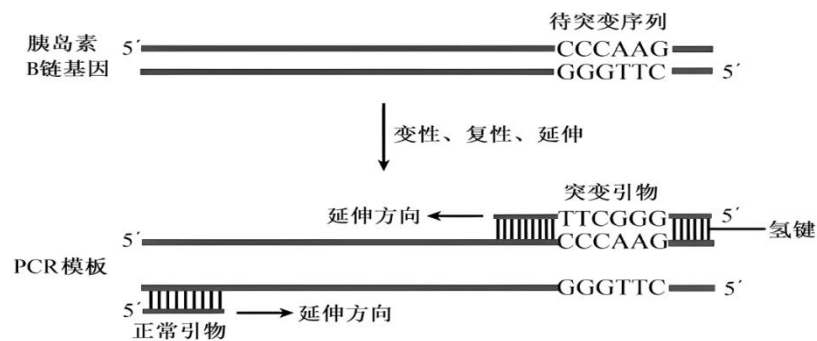 待突变序列
胰岛素 5´ CCCAAG
B链基因 GGGTTC 5´
变性、复性、延伸
突变引物
延伸方向 TTCGGG 5´
5´ CCCAAG 氢键
PCR模板
GGGTTC 5´
5´ 延伸方向
正常引物